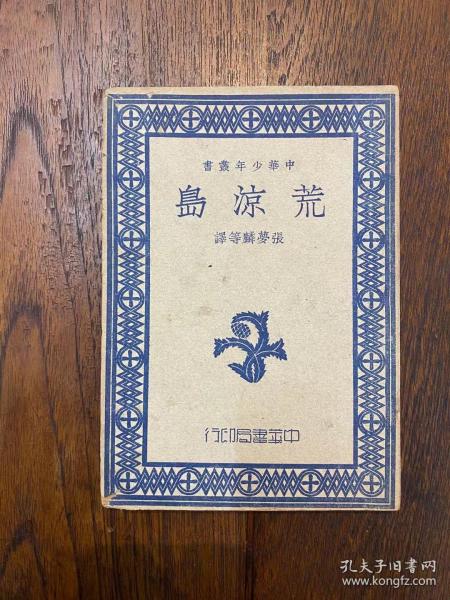 中華少年叢書
荒涼島
張夢麟等譯
中華書局印行
孔夫子旧书网
www.kongfz.com